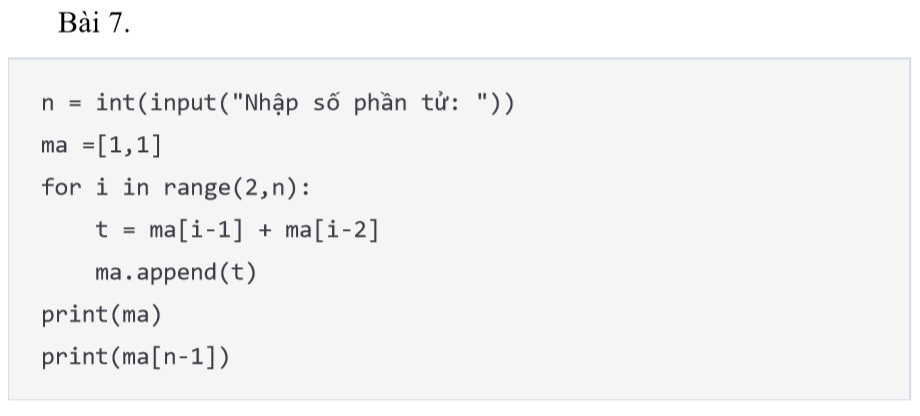 Bài 7.
n = int(input("Nhập số phần tử: "))
ma =[1,1]
for i in range(2,n):
    t = ma[i-1] + ma[i-2]
    ma.append(t)
print(ma)
print(ma[n-1])